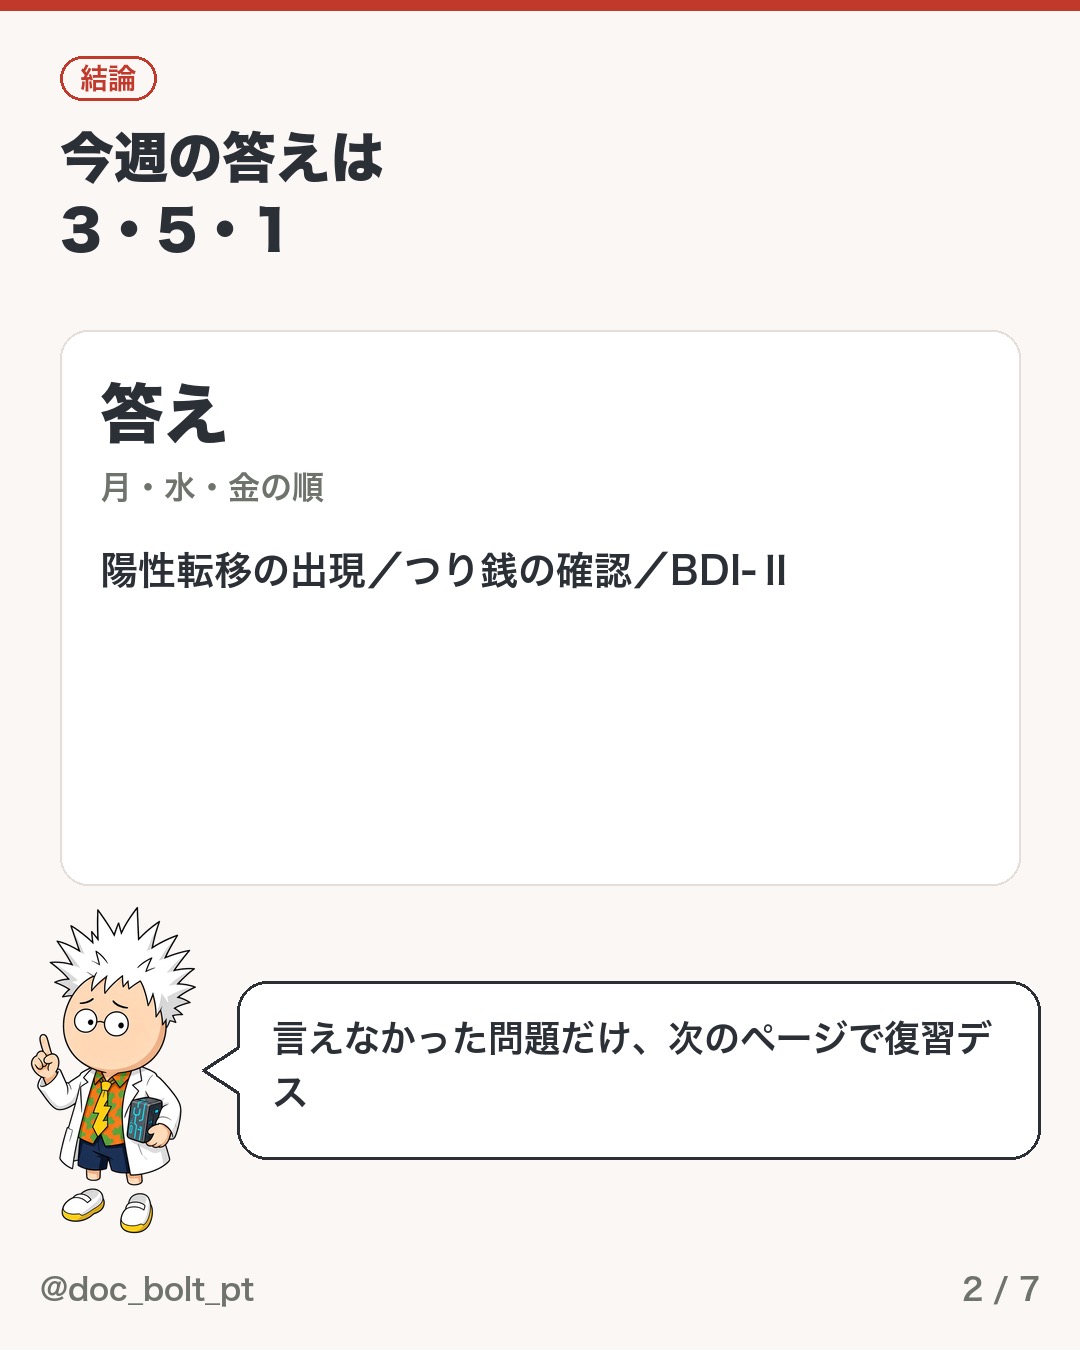 結論
今週の答えは
3・5・1
答え
月・水・金の順
陽性転移の出現／つり銭の確認／BDI-Ⅱ
言えなかった問題だけ、次のページで復習デ
ス
@doc_bolt_pt
2 / 7